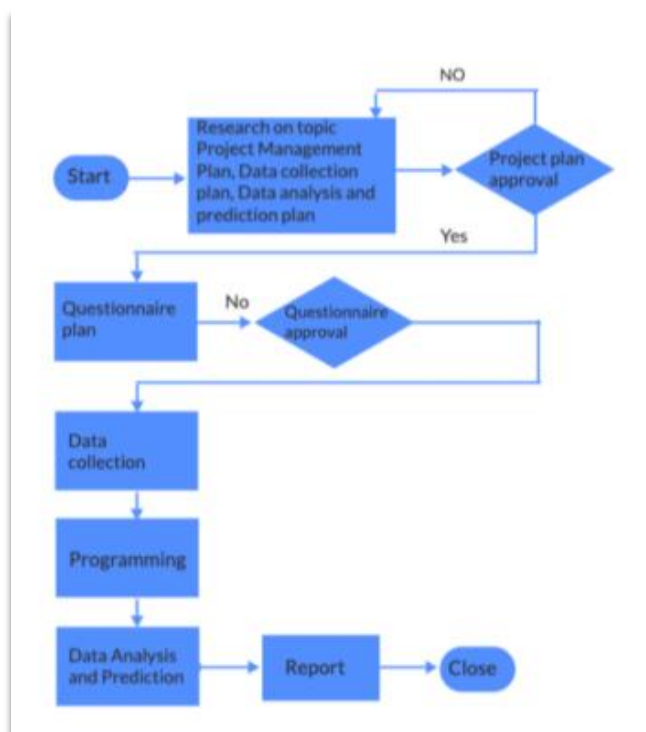 NO
Research on topic
Project Management
Plan, Data collection
plan, Data analysis and
prediction plan
Start
Project plan
approval
Yes
Questionnaire
plan
No
Questionnaire
approval
Data
collection
Programming
Data Analysis
and Prediction
Report
Close